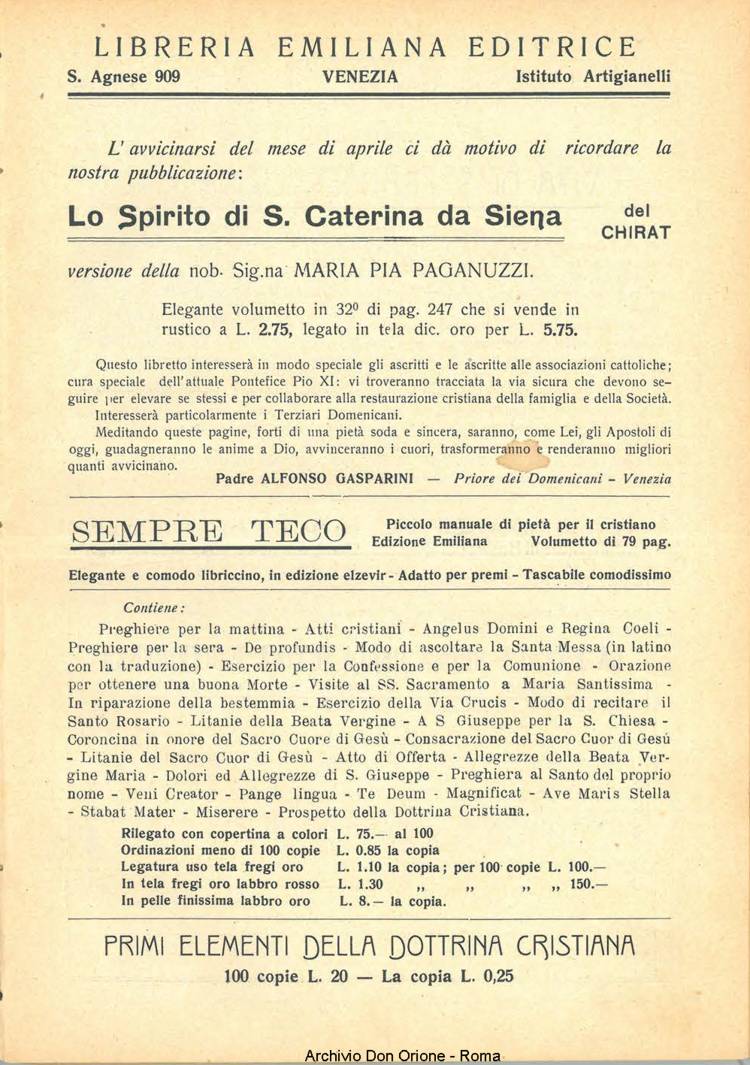 LIBRERIA EMILIANA EDITRICE
S. Agnese 909 VENEZIA Istituto Artigianelli
L' avvicinarsi del mese di aprile ci dà motivo di ricordare la
nostra pubblicazione:
Lo Spirito di S. Caterina da Siena del
CHIRAT
versione della nob. Sig.na MARIA PIA PAGANUZZI.
Elegante volumetto in 32º di pag. 247 che si vende in
rustico a L. 2.75, legato in tela dic. oro per L. 5.75.
Questo libretto interesserà in modo speciale gli ascritti e le ascritte alle associazioni cattoliche;
cura speciale dell'attuale Pontefice Pio XI: vi troveranno tracciata la via sicura che devono se-
guire per elevare se stessi e per collaborare alla restaurazione cristiana della famiglia e della Società.
Interesserà particolarmente i Terziari Domenicani.
Meditando queste pagine, forti di una pietà soda e sincera, saranno, come Lei, gli Apostoli di
oggi, guadagneranno le anime a Dio, avvinceranno i cuori, trasformeranno e renderanno migliori
quanti avvicinano.
Padre ALFONSO GASPARINI — Priore dei Domenicani - Venezia
SEMPRE TECO Piccolo manuale di pietà per il cristiano
Edizione Emiliana Volumetto di 79 pag.
Elegante e comodo libriccino, in edizione elzevir - Adatto per premi - Tascabile comodissimo
Contiene:
Preghiere per la mattina - Atti cristiani - Angelus Domini e Regina Coeli -
Preghiere per la sera - De profundis - Modo di ascoltare la Santa Messa (in latino
con la traduzione) - Esercizio per la Confessione e per la Comunione - Orazione
per ottenere una buona Morte - Visite al SS. Sacramento a Maria Santissima -
In riparazione della bestemmia - Esercizio della Via Crucis - Modo di recitare il
Santo Rosario - Litanie della Beata Vergine - A S Giuseppe per la S. Chiesa -
Coroncina in onore del Sacro Cuore di Gesù - Consacrazione del Sacro Cuor di Gesù
- Litanie del Sacro Cuor di Gesù - Atto di Offerta - Allegrezze della Beata Ver-
gine Maria - Dolori ed Allegrezze di S. Giuseppe - Preghiera al Santo del proprio
nome - Veni Creator - Pange lingua - Te Deum - Magnificat - Ave Maris Stella
- Stabat Mater - Miserere - Prospetto della Dottrina Cristiana.
Rilegato con copertina a colori L. 75.— al 100
Ordinazioni meno di 100 copie L. 0.85 la copia
Legatura uso tela fregi oro L. 1.10 la copia; per 100 copie L. 100.—
In tela fregi oro labbro rosso L. 1.30 „ „ „ „ 150.—
In pelle finissima labbro oro L. 8.— la copia.
PRIMI ELEMENTI DELLA DOTTRINA CRISTIANA
100 copie L. 20 — La copia L. 0,25
Archivio Don Orione - Roma